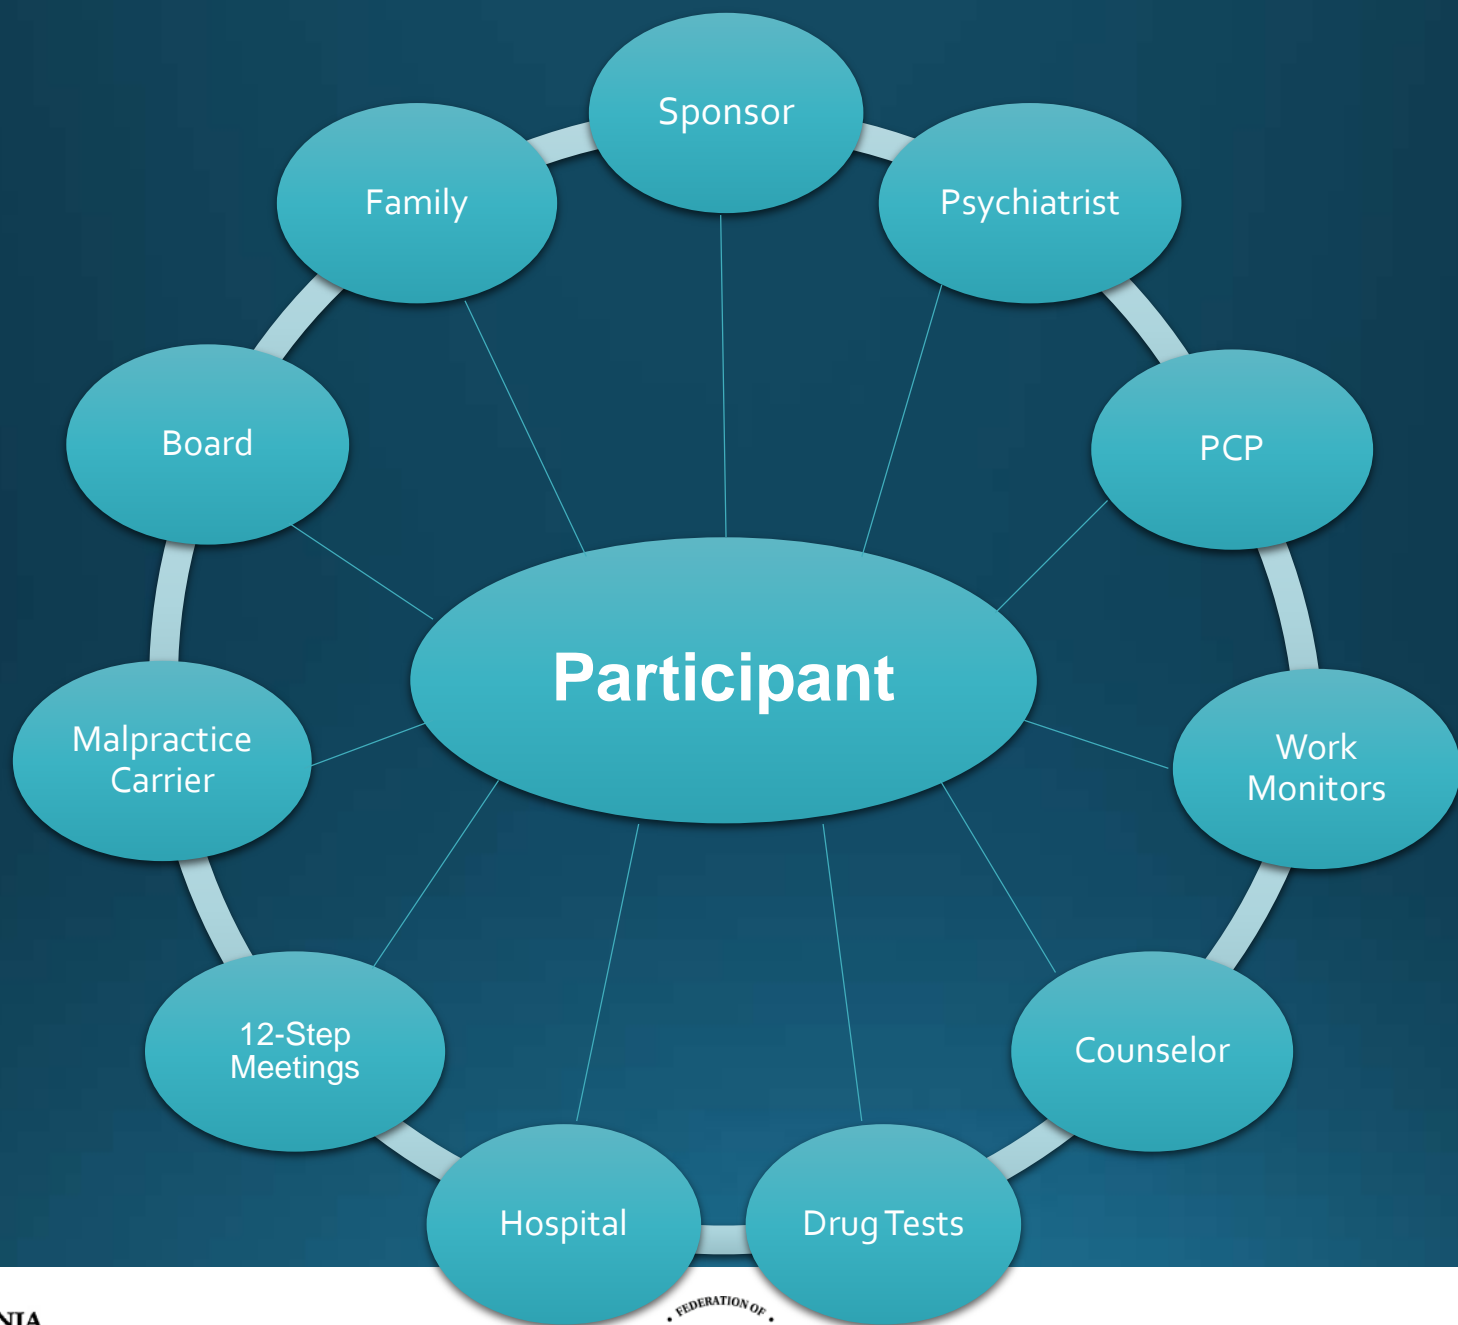 Sponsor
Family
Psychiatrist
Board
PCP
Participant
Malpractice
Carrier
Work
Monitors
12-Step
Meetings
Counselor
Hospital
Drug Tests
FEDERATION OF